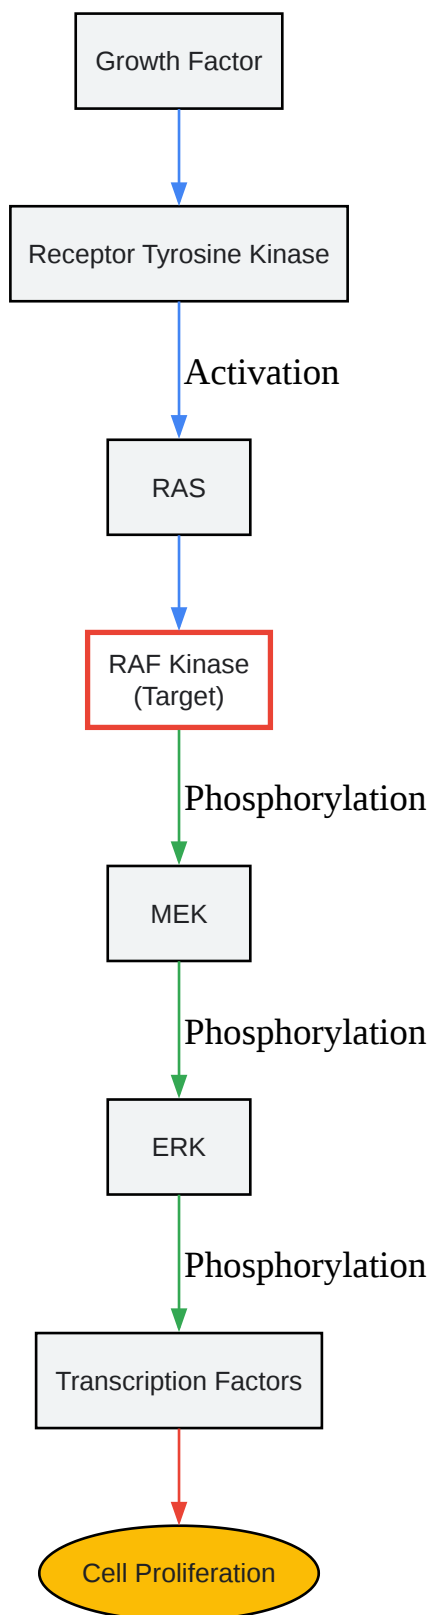 Growth Factor
Receptor Tyrosine Kinase
Activation
RAS
RAF Kinase
(Target)
Phosphorylation
MEK
Phosphorylation
ERK
Phosphorylation
Transcription Factors
Cell Proliferation